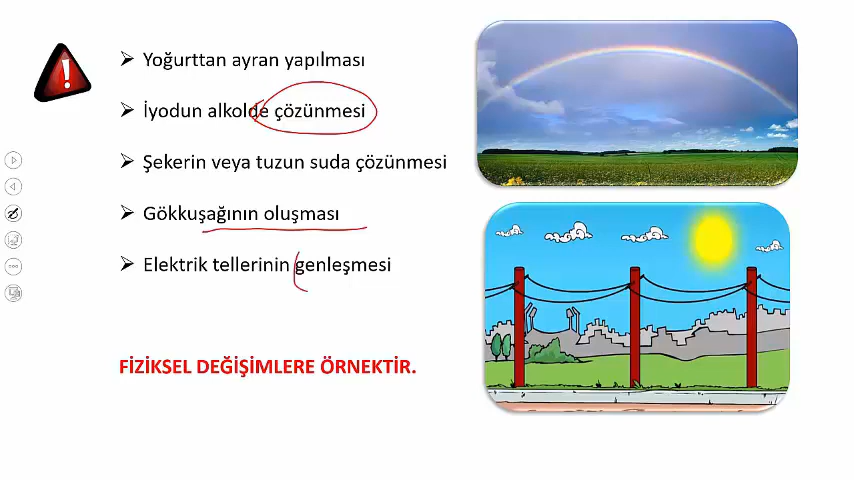 Yoğurttan ayran yapılması
İyodun alkolde çözünmesi
Şekerin veya tuzun suda çözünmesi
Gökkuşağının oluşması
Elektrik tellerinin genleşmesi
FİZİKSEL DEĞİŞİMLERE ÖRNEKTİR.